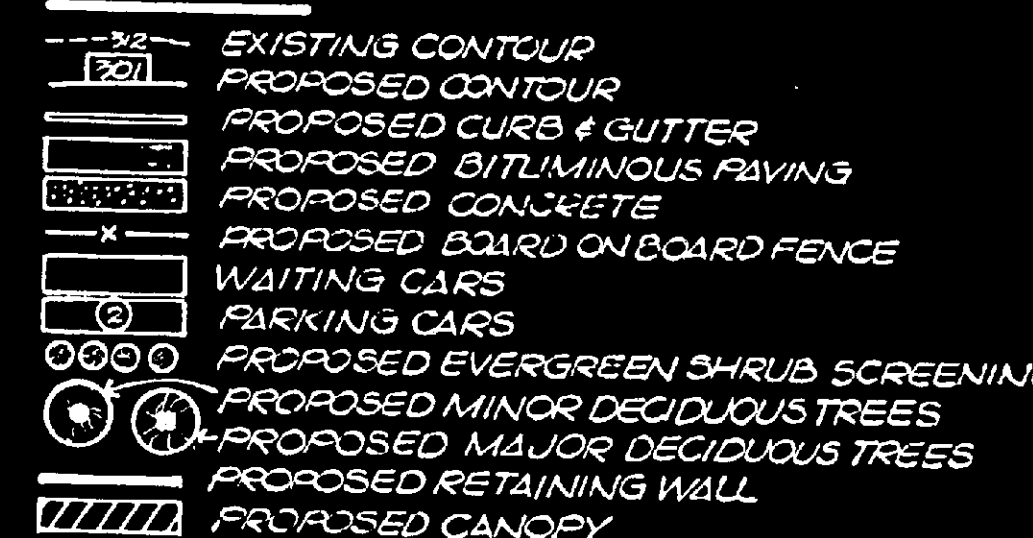 312 EXISTING CONTOUR
301 PROPOSED CONTOUR
PROPOSED CURB & GUTTER
PROPOSED BITUMINOUS PAVING
PROPOSED CONCRETE
x PROPOSED BOARD ON BOARD FENCE
WAITING CARS
2 PARKING CARS
PROPOSED EVERGREEN SHRUB SCREENIN
PROPOSED MINOR DECIDUOUS TREES
PROPOSED MAJOR DECIDUOUS TREES
PROPOSED RETAINING WALL
PROPOSED CANOPY